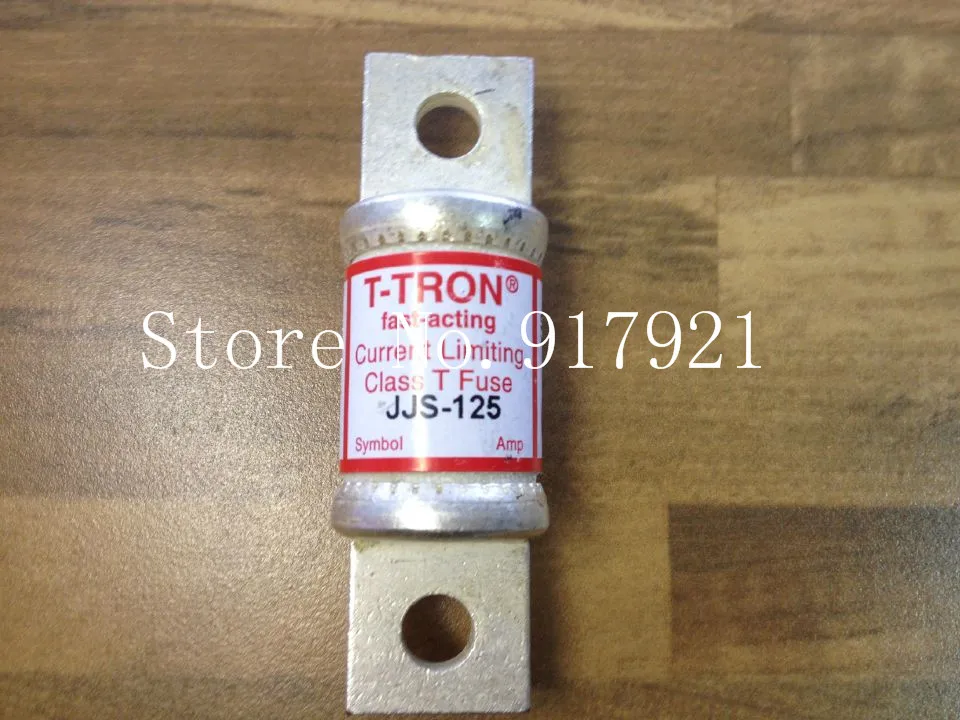 T-TRON®
fast-acting
Store No. 917921
Current Limiting
Class T Fuse
JJS-125
Symbol Amp